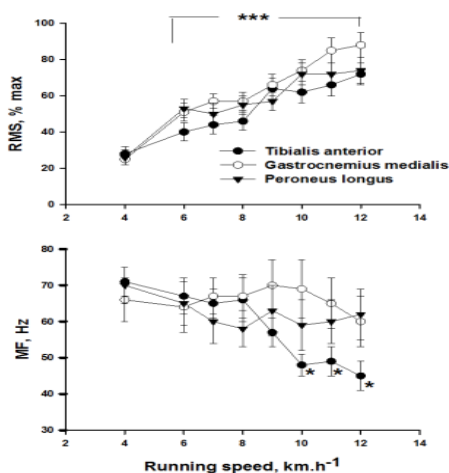 ***
100
80
60
40
20
0
RMS, % max
Tibialis anterior
Gastrocnemius medialis
Peroneus longus
2 4 6 8 10 12 14
80
70
60
50
40
30
MF, Hz
* * *
2 4 6 8 10 12 14
Running speed, km.h-1